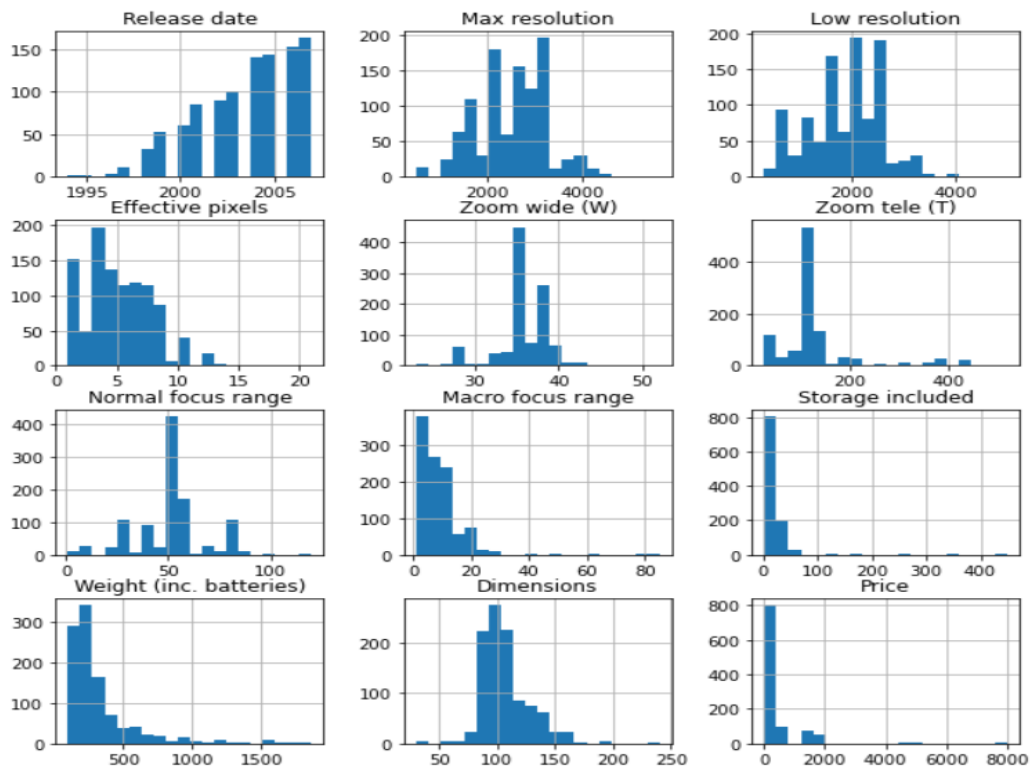 Release date Max resolution Low resolution
200 200
150 150 150
100 100 100
50 50 50
0 0 0
1995 2000 2005 2000 4000 2000 4000
Effective pixels Zoom wide (W) Zoom tele (T)
200 400 400
150 300
100 200 200
50 100
0 0 0
0 5 10 15 20 30 40 50 200 400
Normal focus range Macro focus range Storage included
400 300 800
300 200 600
200 400
100 100 200
0 0 0
0 50 100 0 20 40 60 80 0 100 200 300 400
Weight (inc. batteries) Dimensions Price
300 200 800
200 600
100 100 400
200
0 0 0
500 1000 1500 50 100 150 200 250 0 2000 4000 6000 8000